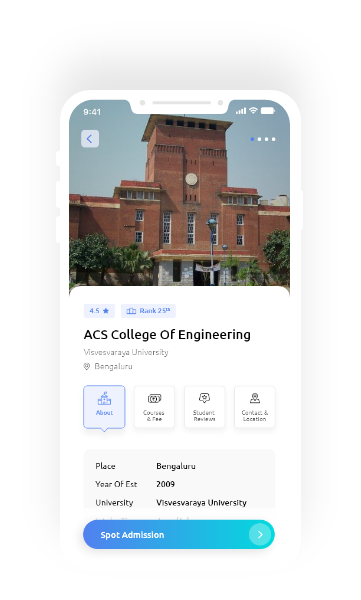 9:41
4.5 ★ Rank 25th
ACS College Of Engineering
Visvesvaraya University
Bengaluru
About
Courses & Fee
Student Reviews
Contact & Location
Place Bengaluru
Year Of Est 2009
University Visvesvaraya University
Spot Admission